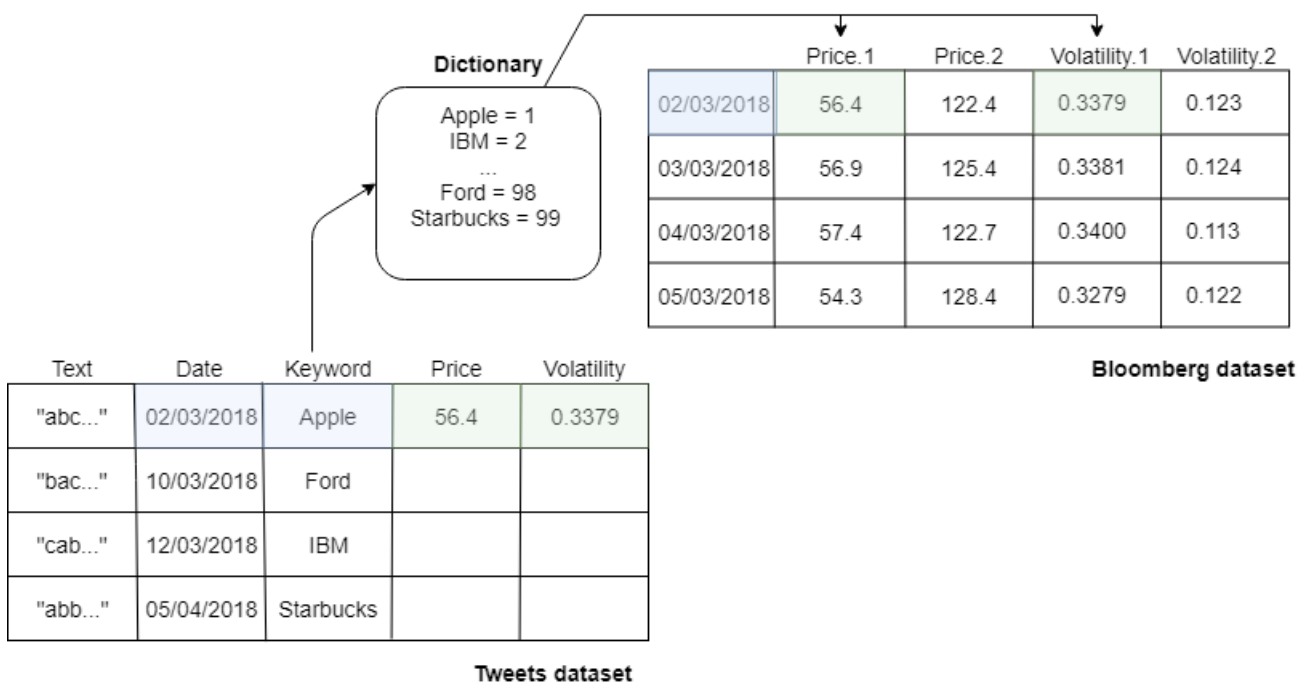 Dictionary
Apple = 1
IBM = 2
...
Ford = 98
Starbucks = 99
Price.1 Price.2 Volatility.1 Volatility.2
02/03/2018 56.4 122.4 0.3379 0.123
03/03/2018 56.9 125.4 0.3381 0.124
04/03/2018 57.4 122.7 0.3400 0.113
05/03/2018 54.3 128.4 0.3279 0.122
Bloomberg dataset
Text Date Keyword Price Volatility
"abc..." 02/03/2018 Apple 56.4 0.3379
"bac..." 10/03/2018 Ford
"cab..." 12/03/2018 IBM
"abb..." 05/04/2018 Starbucks
Tweets dataset